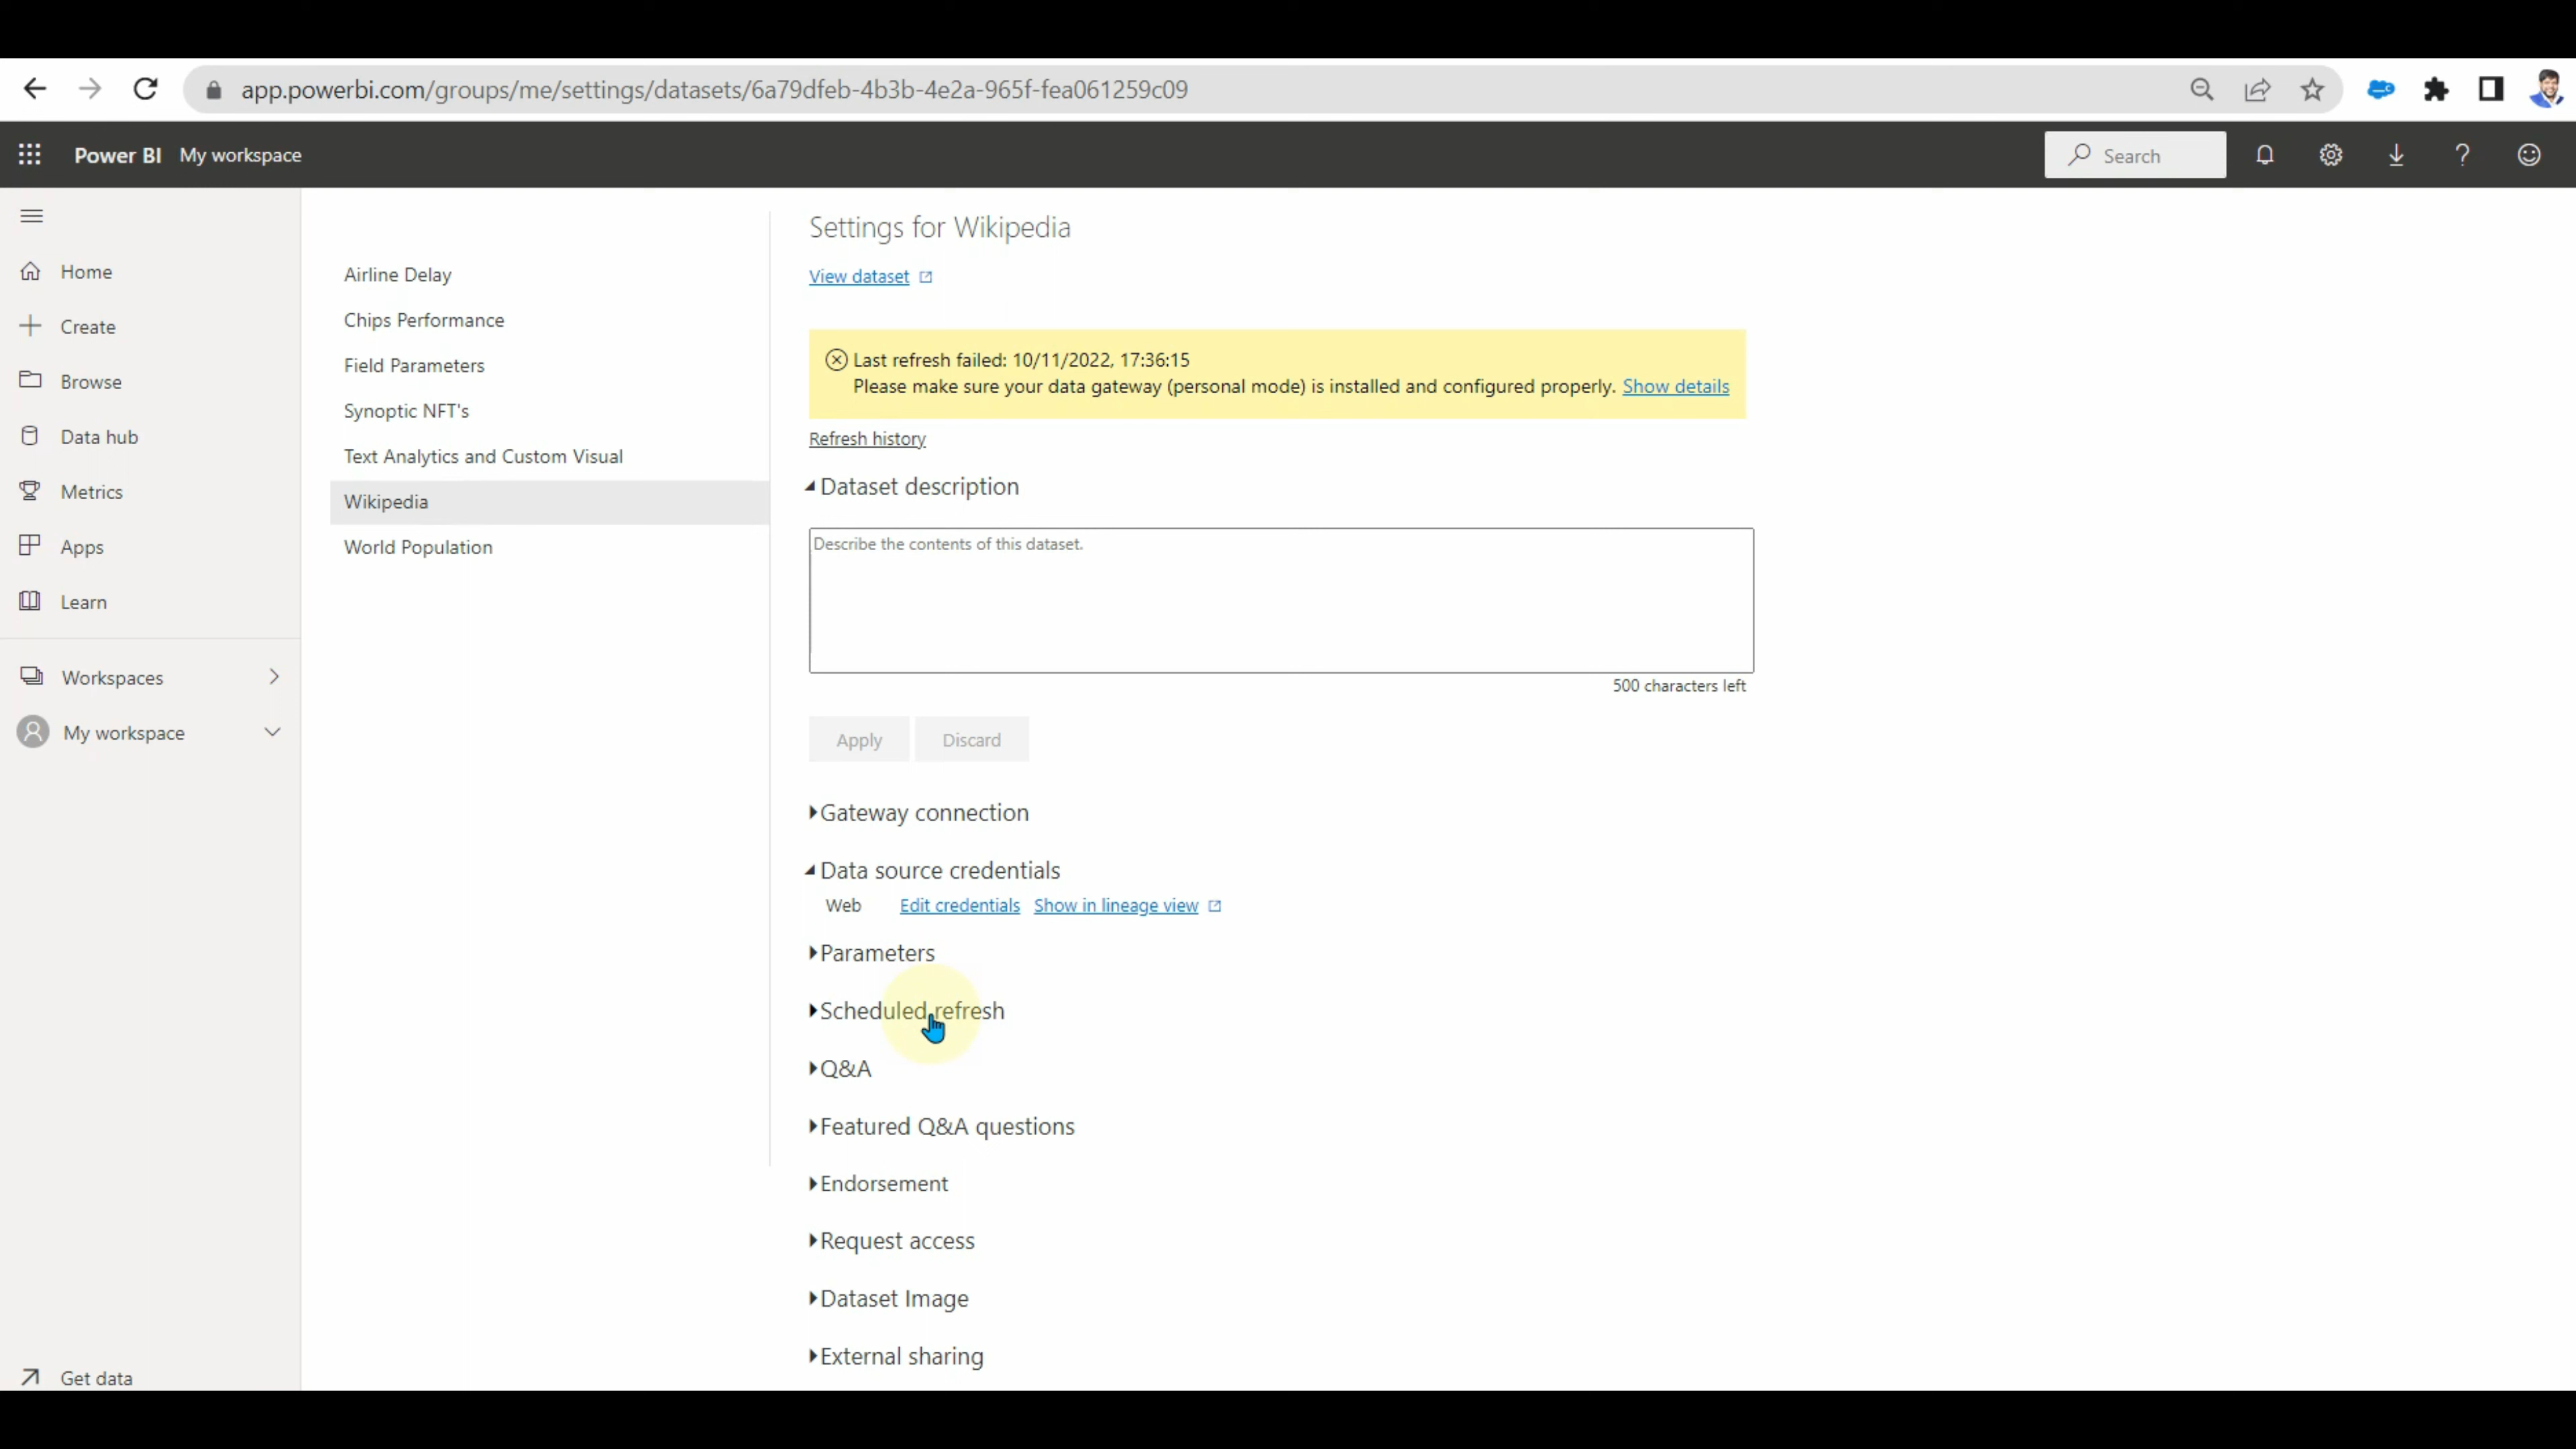 app.powerbi.com/groups/me/settings/datasets/6a79dfeb-4b3b-4e2a-965f-fea061259c09
Power BI My workspace
Search
Home
Create
Browse
Data hub
Metrics
Apps
Learn
Workspaces
My workspace
Get data
Airline Delay
Chips Performance
Field Parameters
Synoptic NFT's
Text Analytics and Custom Visual
Wikipedia
World Population
Settings for Wikipedia
View dataset
Last refresh failed: 10/11/2022, 17:36:15
Please make sure your data gateway (personal mode) is installed and configured properly. Show details
Refresh history
Dataset description
Describe the contents of this dataset.
500 characters left
Apply Discard
Gateway connection
Data source credentials
Web Edit credentials Show in lineage view
Parameters
Scheduled refresh
Q&A
Featured Q&A questions
Endorsement
Request access
Dataset Image
External sharing